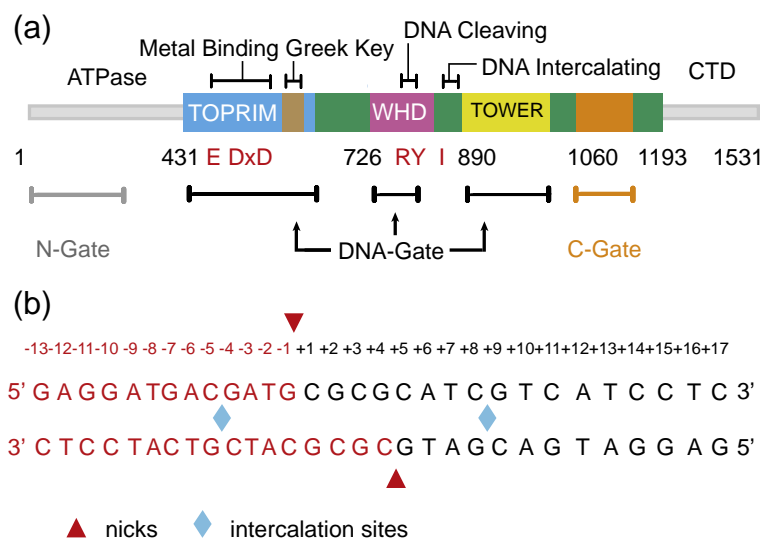 (a)
DNA Cleaving
Metal Binding Greek Key
ATPase DNA Intercalating CTD
TOPRIM WHD TOWER
1 431 E DxD 726 RY I 890 1060 1193 1531
N-Gate DNA-Gate C-Gate
(b)
-13 -12 -11 -10 -9 -8 -7 -6 -5 -4 -3 -2 -1 +1 +2 +3 +4 +5 +6 +7 +8 +9 +10 +11 +12 +13 +14 +15 +16 +17
5’ G A G G A T G A C G A T G C G C G C A T C G T C A T C C T C 3’
3’ C T C C T A C T G C T A C G C G C G T A G C A G T A G G A G 5’
nicks intercalation sites